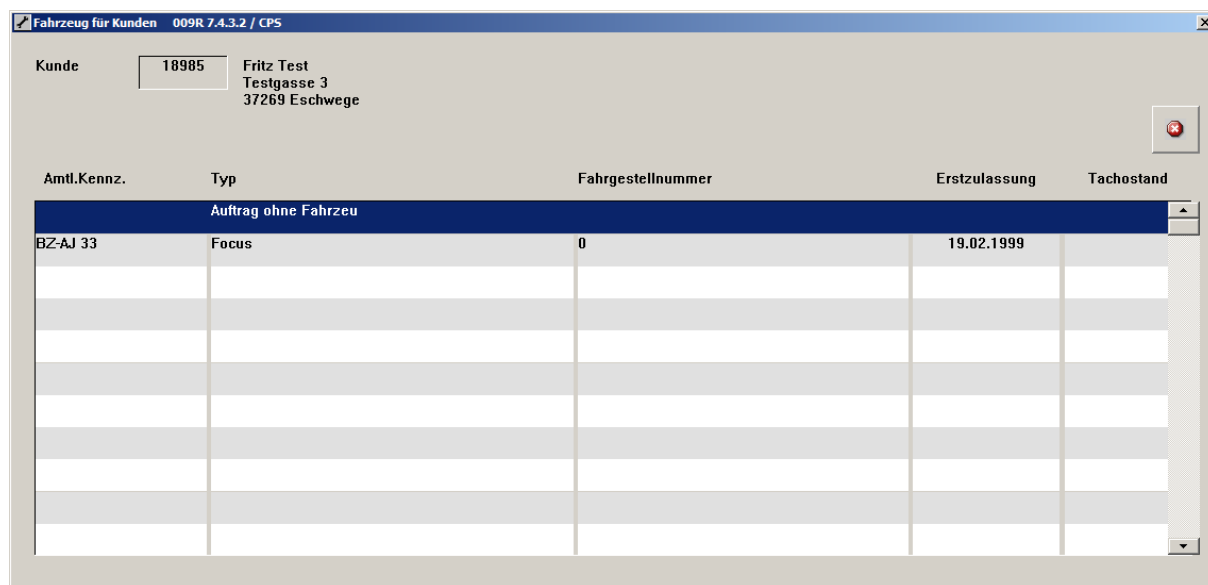 Fahrzeug für Kunden 009R 7.4.3.2 / CPS
Kunde 18985 Fritz Test
Testgasse 3
37269 Eschwege
Amtl.Kennz. Typ Fahrgestellnummer Erstzulassung Tachostand
Auftrag ohne Fahrzeu
BZ-AJ 33 Focus 0 19.02.1999